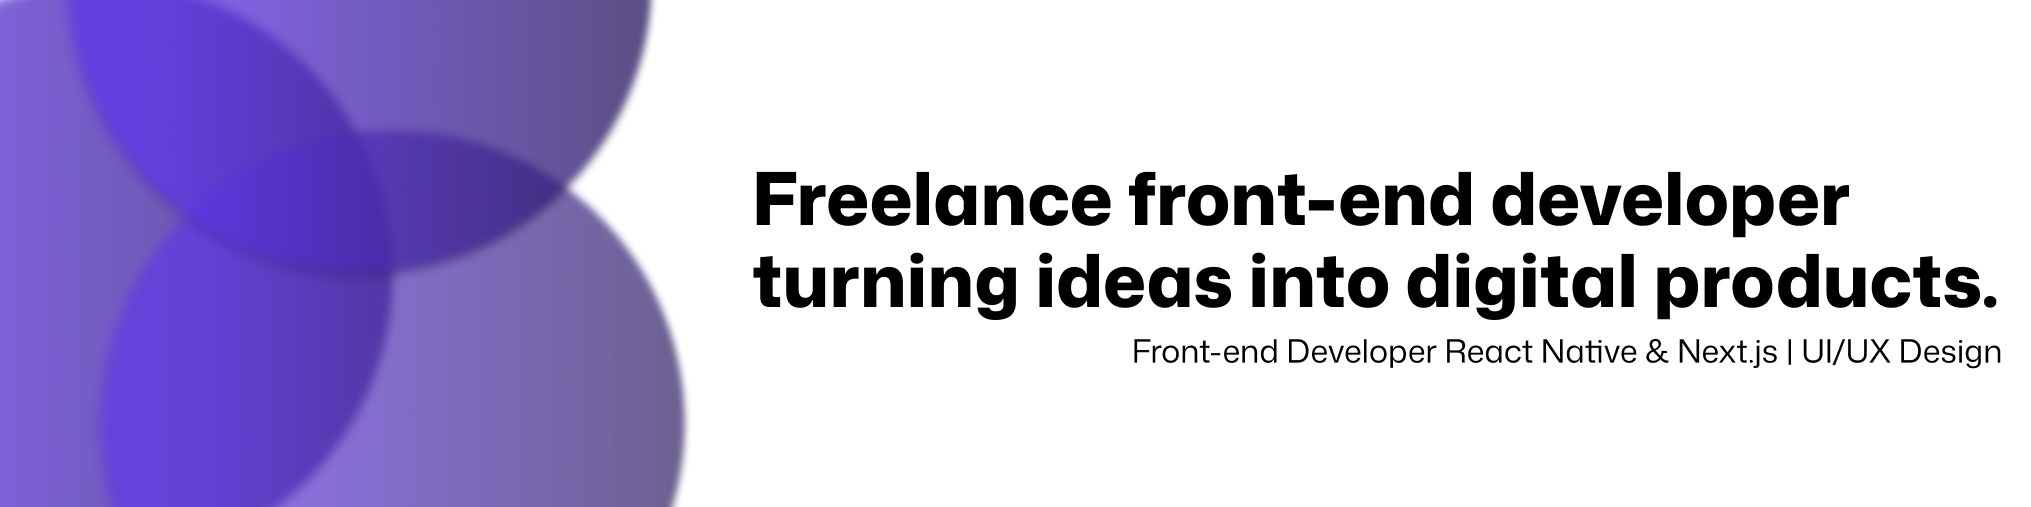 Freelance front-end developer
turning ideas into digital products.
Front-end Developer React Native & Next.js | UI/UX Design